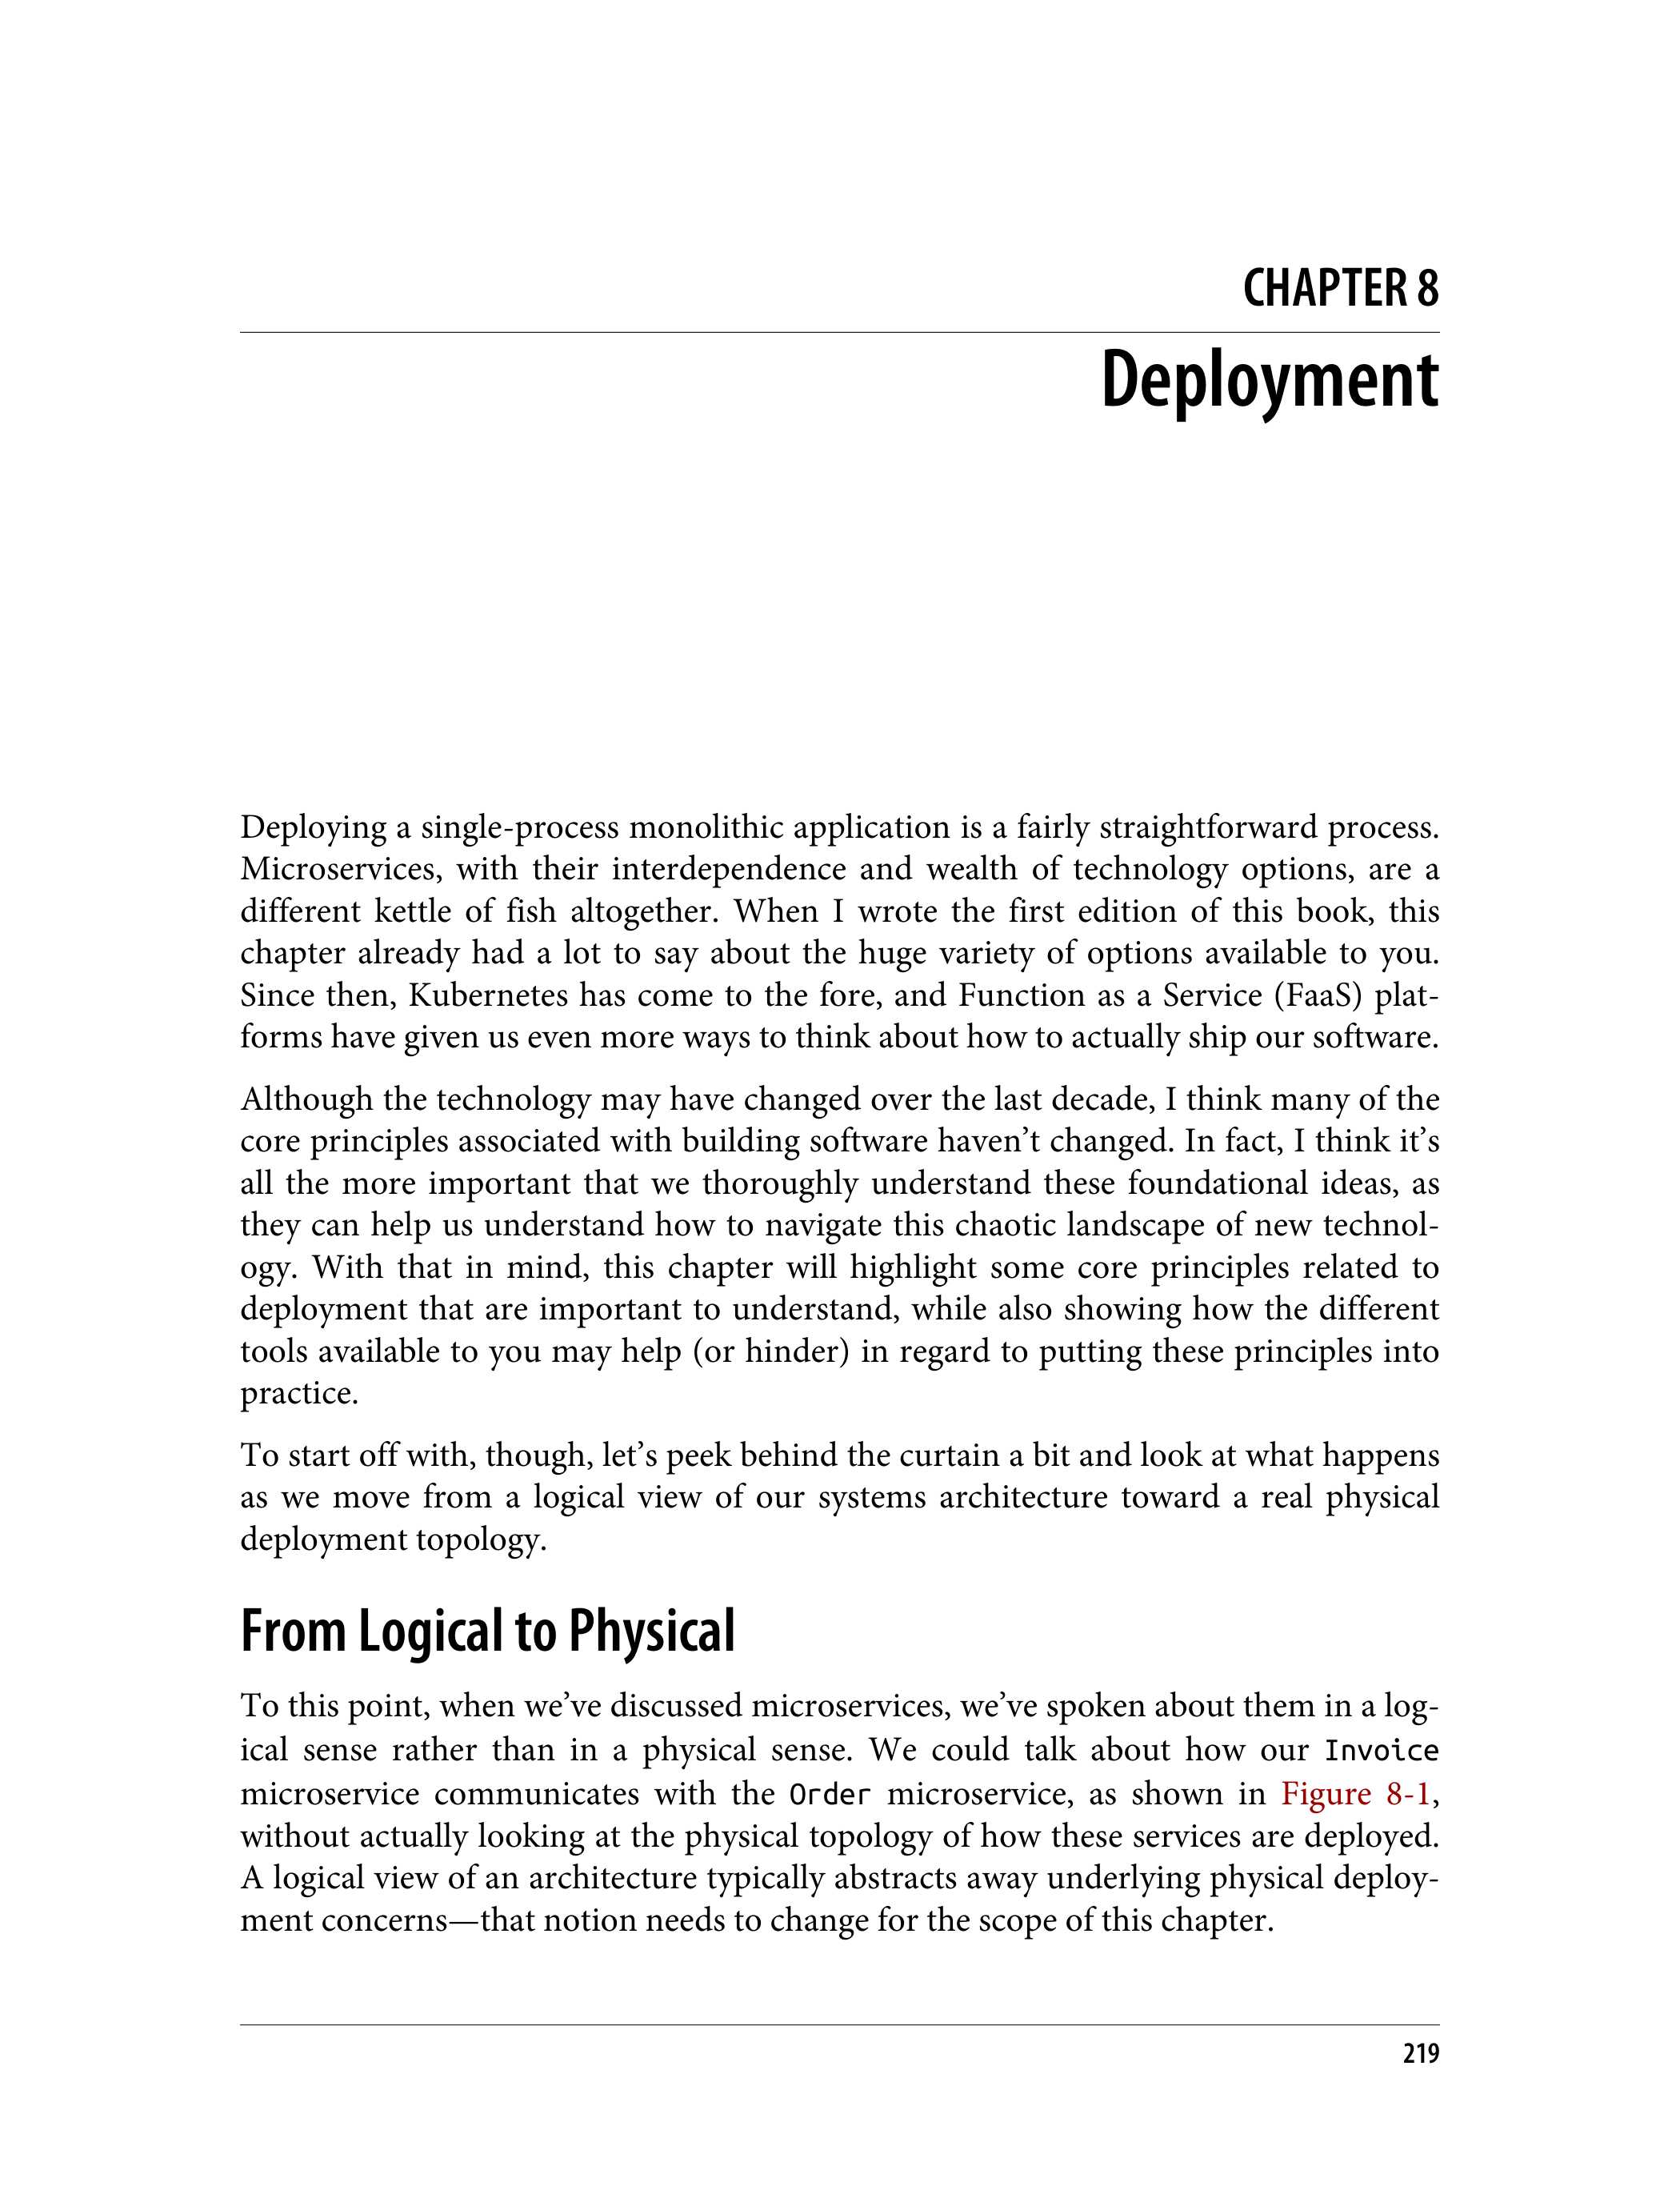 CHAPTER 8
Deployment
Deploying a single-process monolithic application is a fairly straightforward process.
Microservices, with their interdependence and wealth of technology options, are a
different kettle of fish altogether. When I wrote the first edition of this book, this
chapter already had a lot to say about the huge variety of options available to you.
Since then, Kubernetes has come to the fore, and Function as a Service (FaaS) plat-
forms have given us even more ways to think about how to actually ship our software.
Although the technology may have changed over the last decade, I think many of the
core principles associated with building software haven’t changed. In fact, I think it’s
all the more important that we thoroughly understand these foundational ideas, as
they can help us understand how to navigate this chaotic landscape of new technol-
ogy. With that in mind, this chapter will highlight some core principles related to
deployment that are important to understand, while also showing how the different
tools available to you may help (or hinder) in regard to putting these principles into
practice.
To start off with, though, let’s peek behind the curtain a bit and look at what happens
as we move from a logical view of our systems architecture toward a real physical
deployment topology.
From Logical to Physical
To this point, when we’ve discussed microservices, we’ve spoken about them in a log-
ical sense rather than in a physical sense. We could talk about how our Invoice
microservice communicates with the Order microservice, as shown in Figure 8-1,
without actually looking at the physical topology of how these services are deployed.
A logical view of an architecture typically abstracts away underlying physical deploy-
ment concerns—that notion needs to change for the scope of this chapter.
219